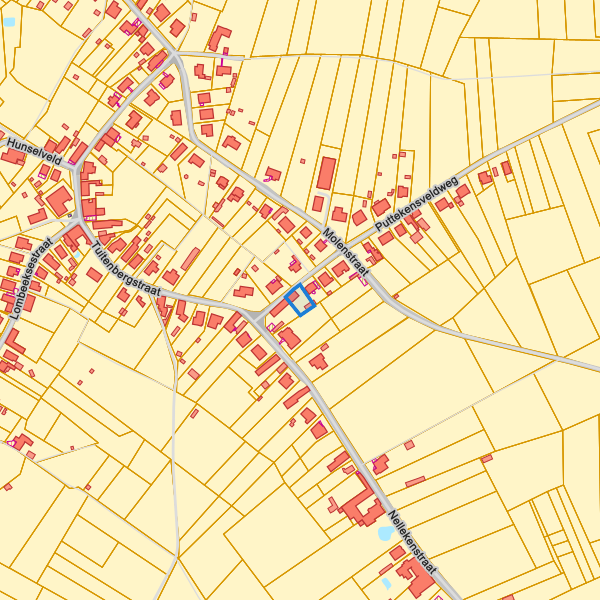 Hunselveld
Puttekensveldweg
Molenstraat
Lombeeksestraat
Tuitenbergstraat
Nellekenstraat